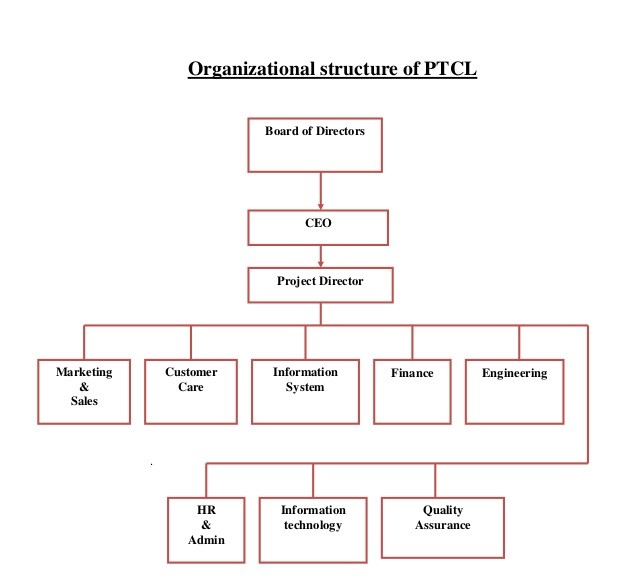 Organizational structure of PTCL
Board of Directors
CEO
Project Director
Marketing
&
Sales
Customer
Care
Information
System
Finance
Engineering
HR
&
Admin
Information
technology
Quality
Assurance